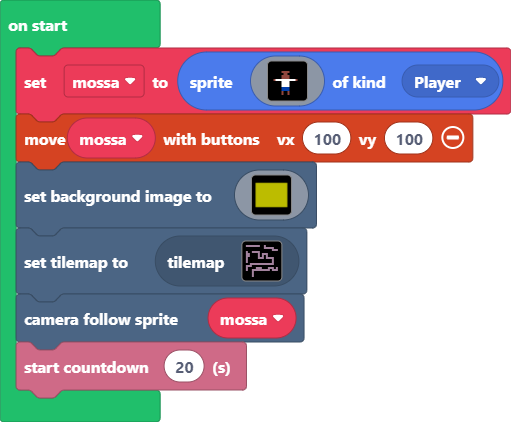 on start
set mossa to sprite of kind Player
move mossa with buttons vx 100 vy 100
set background image to
set tilemap to tilemap
camera follow sprite mossa
start countdown 20 (s)